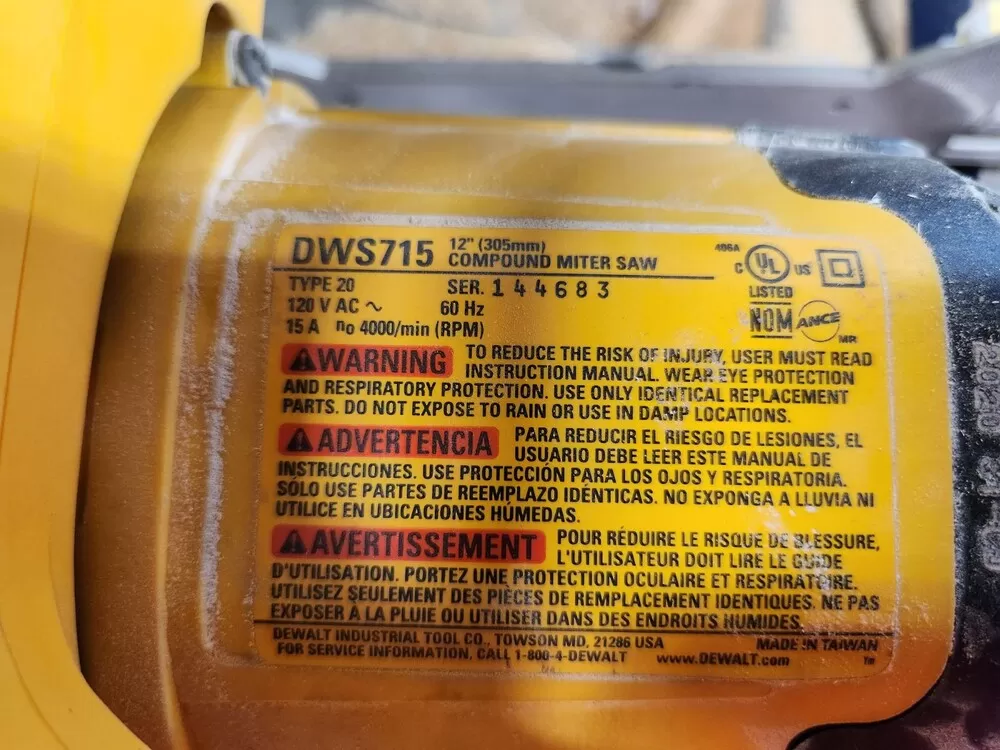 DWS715 12" (305mm)
COMPOUND MITER SAW
TYPE 20 SER. 144683
120 V AC ~ 60 Hz
15 A no 4000/min (RPM)
406A
C UL US
LISTED
NOM ANCE
MR
WARNING TO REDUCE THE RISK OF INJURY, USER MUST READ
INSTRUCTION MANUAL. WEAR EYE PROTECTION
AND RESPIRATORY PROTECTION. USE ONLY IDENTICAL REPLACEMENT
PARTS. DO NOT EXPOSE TO RAIN OR USE IN DAMP LOCATIONS.
ADVERTENCIA PARA REDUCIR EL RIESGO DE LESIONES, EL
USUARIO DEBE LEER ESTE MANUAL DE
INSTRUCCIONES. USE PROTECCIÓN PARA LOS OJOS Y RESPIRATORIA.
SÓLO USE PARTES DE REEMPLAZO IDÉNTICAS. NO EXPONGA A LLUVIA NI
UTILICE EN UBICACIONES HÚMEDAS.
AVERTISSEMENT POUR RÉDUIRE LE RISQUE DE BLESSURE,
L'UTILISATEUR DOIT LIRE LE GUIDE
D'UTILISATION. PORTEZ UNE PROTECTION OCULAIRE ET RESPIRATOIRE.
UTILISEZ SEULEMENT DES PIÈCES DE REMPLACEMENT IDENTIQUES. NE PAS
EXPOSER À LA PLUIE OU UTILISER DANS DES ENDROITS HUMIDES.
DEWALT INDUSTRIAL TOOL CO., TOWSON MD, 21286 USA MADE IN TAIWAN
FOR SERVICE INFORMATION, CALL 1-800-4-DEWALT www.DEWALT.com